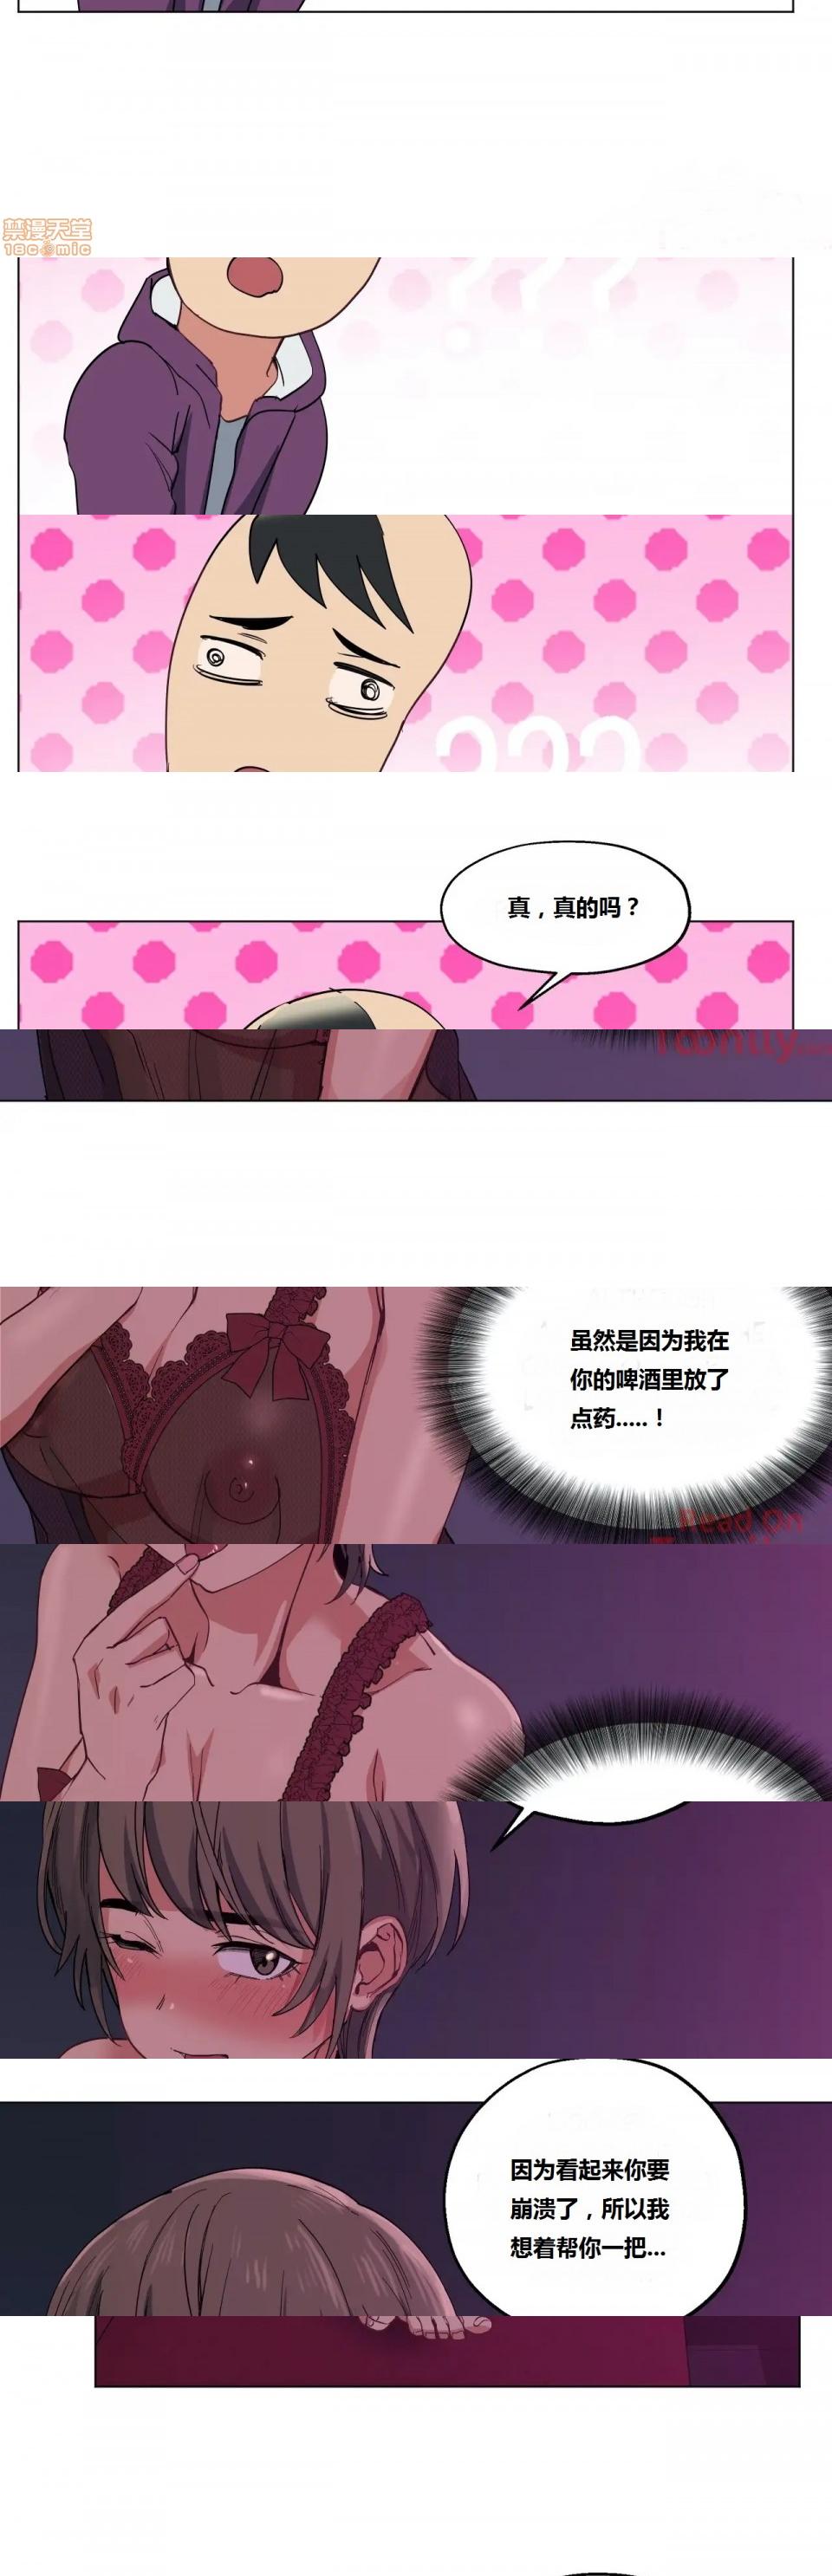 禁漫天堂
18comic
???
???
真，真的吗？
虽然是因为我在
你的啤酒里放了
点药.....！
Read On
因为看起来你要
崩溃了，所以我
想着帮你一把...